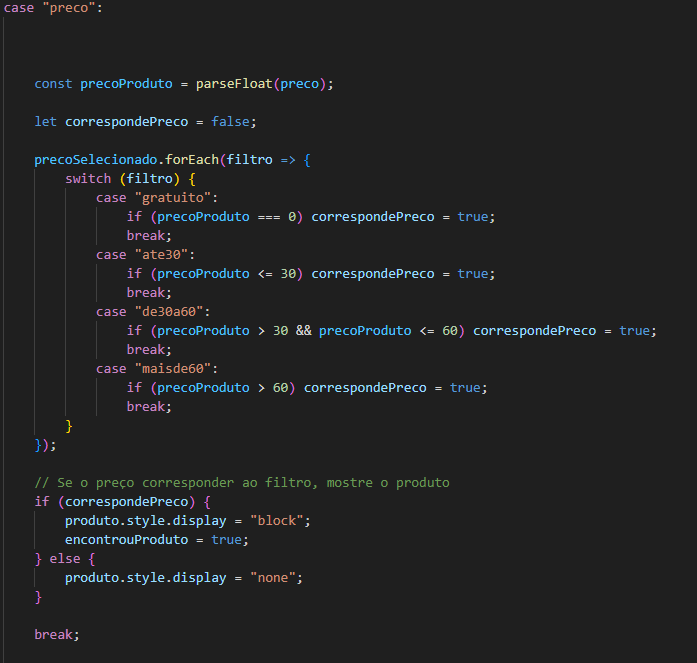 case "preco":
const precoProduto = parseFloat(preco);
let correspondePreco = false;
precoSelecionado.forEach(filtro => {
switch (filtro) {
case "gratuito":
if (precoProduto === 0) correspondePreco = true;
break;
case "ate30":
if (precoProduto <= 30) correspondePreco = true;
break;
case "de30a60":
if (precoProduto > 30 && precoProduto <= 60) correspondePreco = true;
break;
case "maisde60":
if (precoProduto > 60) correspondePreco = true;
break;
}
});
// Se o preço corresponder ao filtro, mostre o produto
if (correspondePreco) {
produto.style.display = "block";
encontrouProduto = true;
} else {
produto.style.display = "none";
}
break;